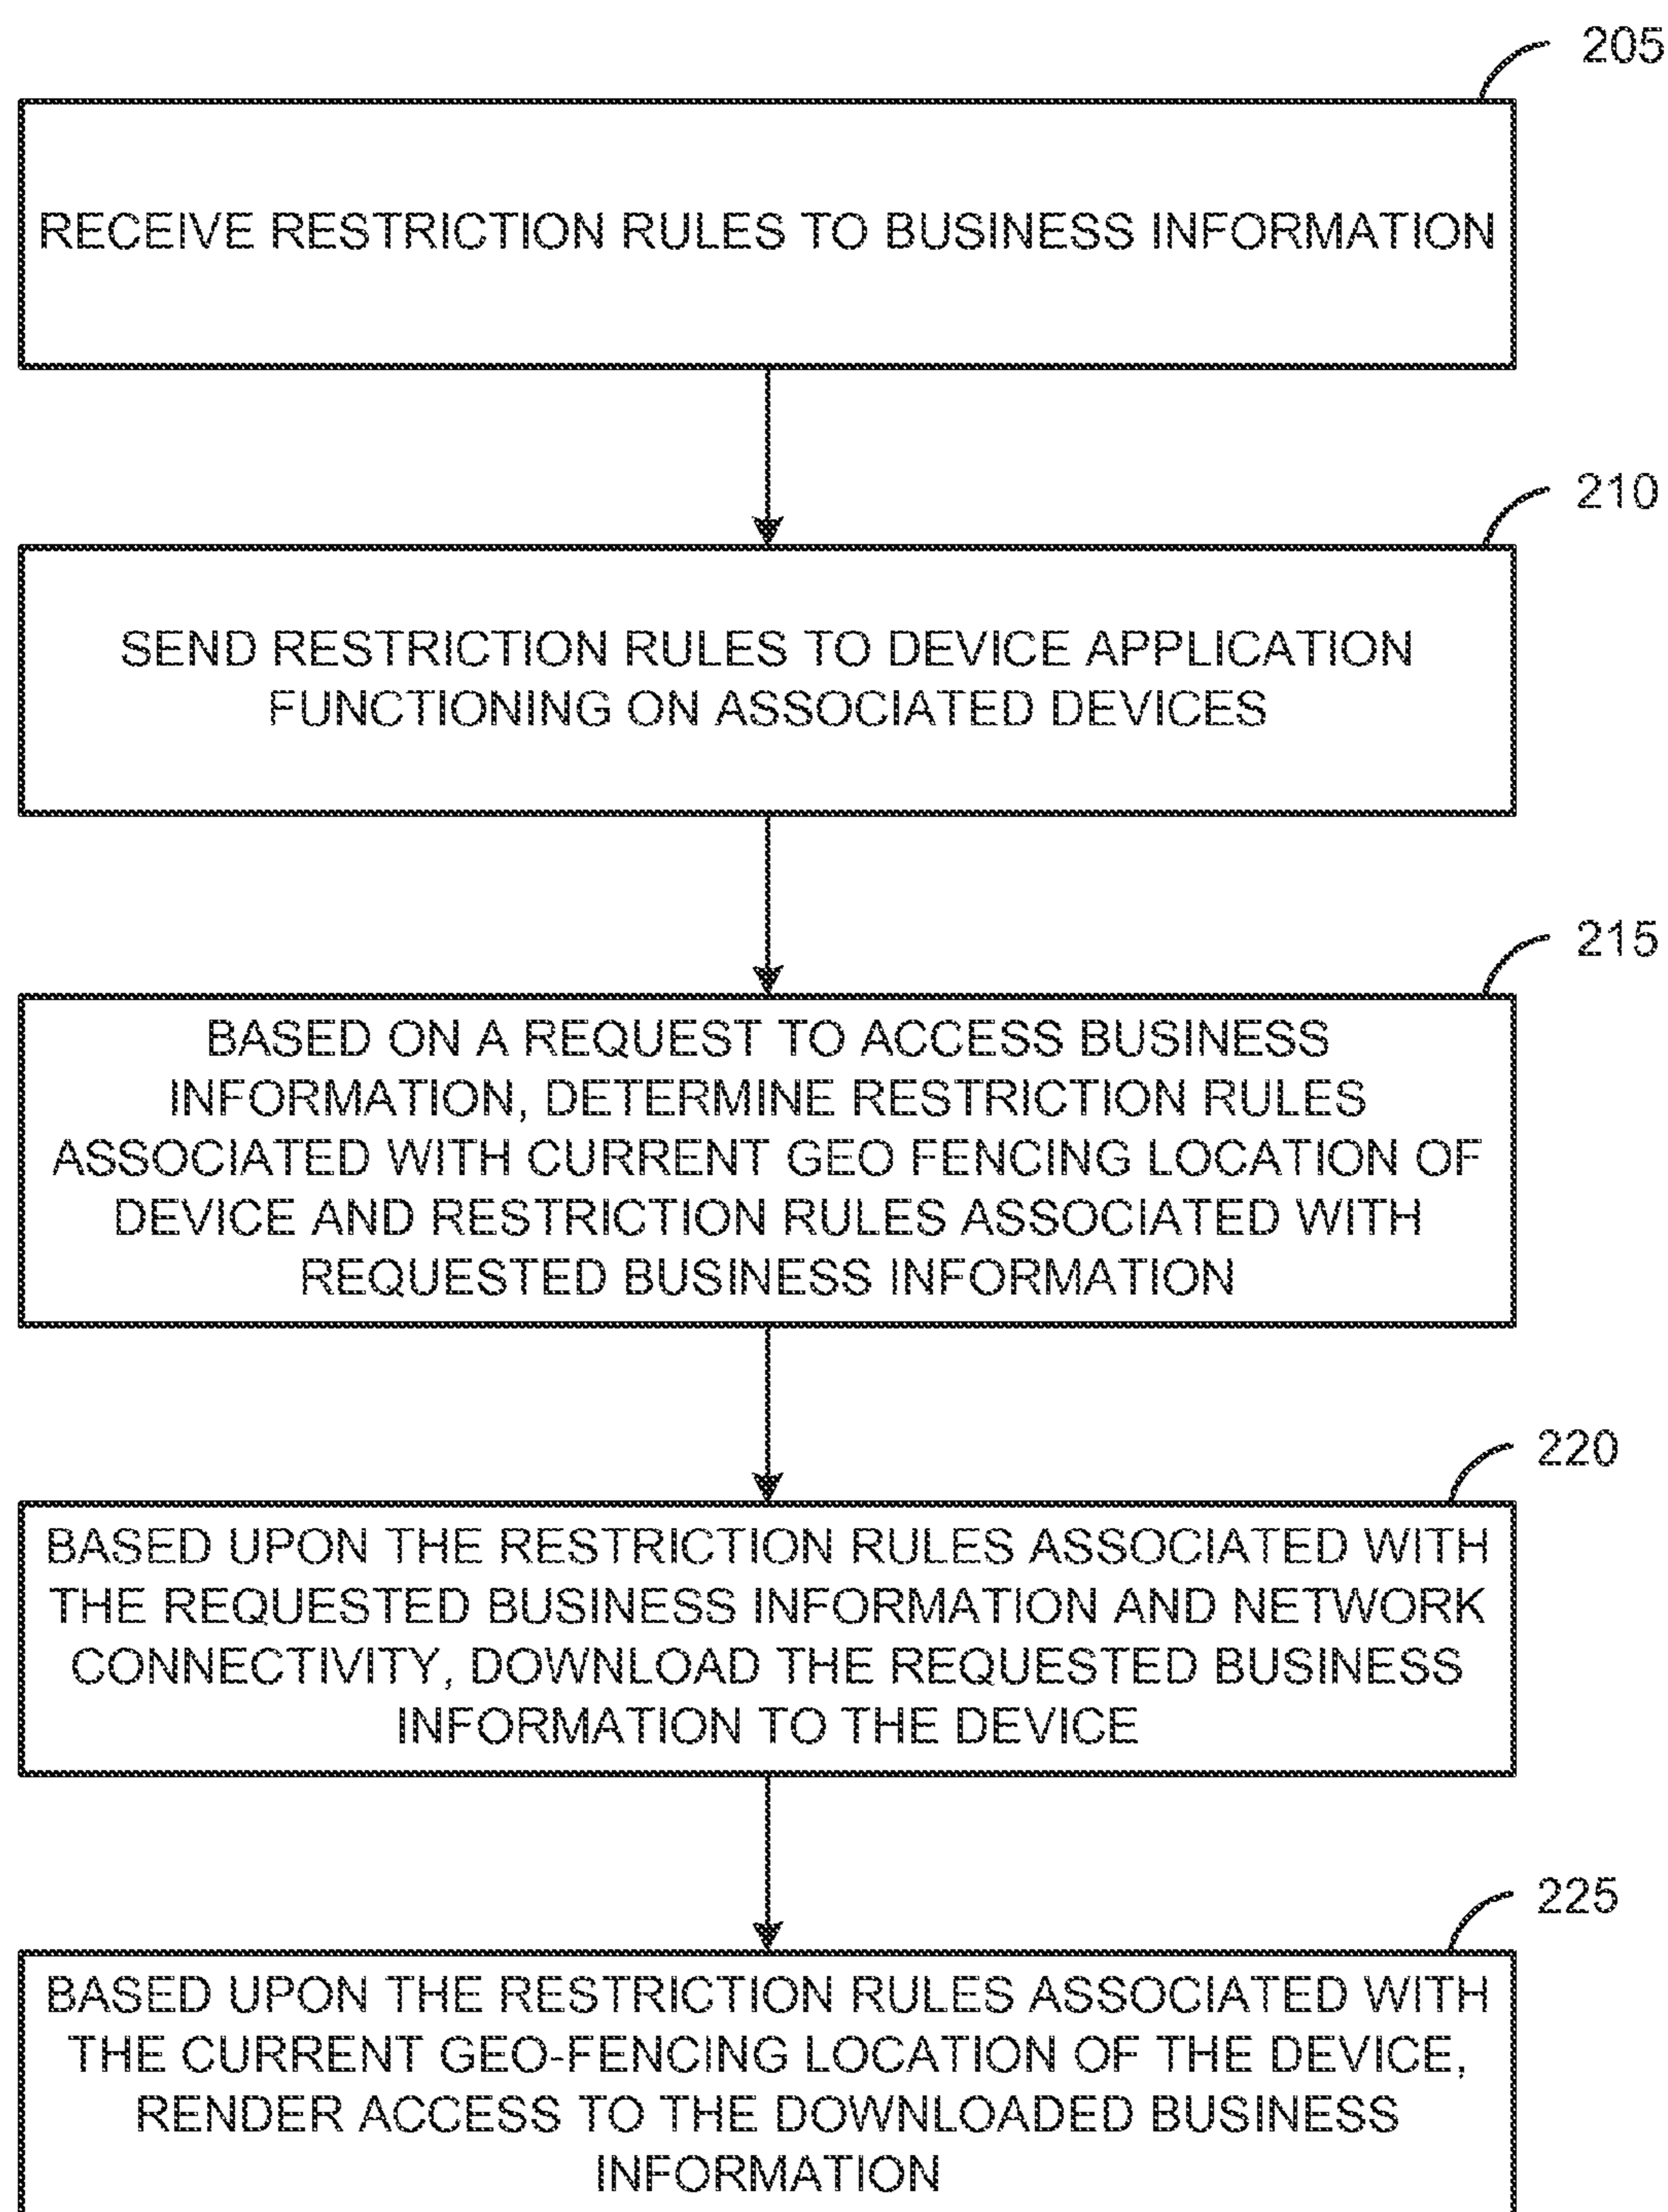 205
RECEIVE RESTRICTION RULES TO BUSINESS INFORMATION
210
SEND RESTRICTION RULES TO DEVICE APPLICATION
FUNCTIONING ON ASSOCIATED DEVICES
215
BASED ON A REQUEST TO ACCESS BUSINESS
INFORMATION, DETERMINE RESTRICTION RULES
ASSOCIATED WITH CURRENT GEO FENCING LOCATION OF
DEVICE AND RESTRICTION RULES ASSOCIATED WITH
REQUESTED BUSINESS INFORMATION
220
BASED UPON THE RESTRICTION RULES ASSOCIATED WITH
THE REQUESTED BUSINESS INFORMATION AND NETWORK
CONNECTIVITY, DOWNLOAD THE REQUESTED BUSINESS
INFORMATION TO THE DEVICE
225
BASED UPON THE RESTRICTION RULES ASSOCIATED WITH
THE CURRENT GEO-FENCING LOCATION OF THE DEVICE,
RENDER ACCESS TO THE DOWNLOADED BUSINESS
INFORMATION